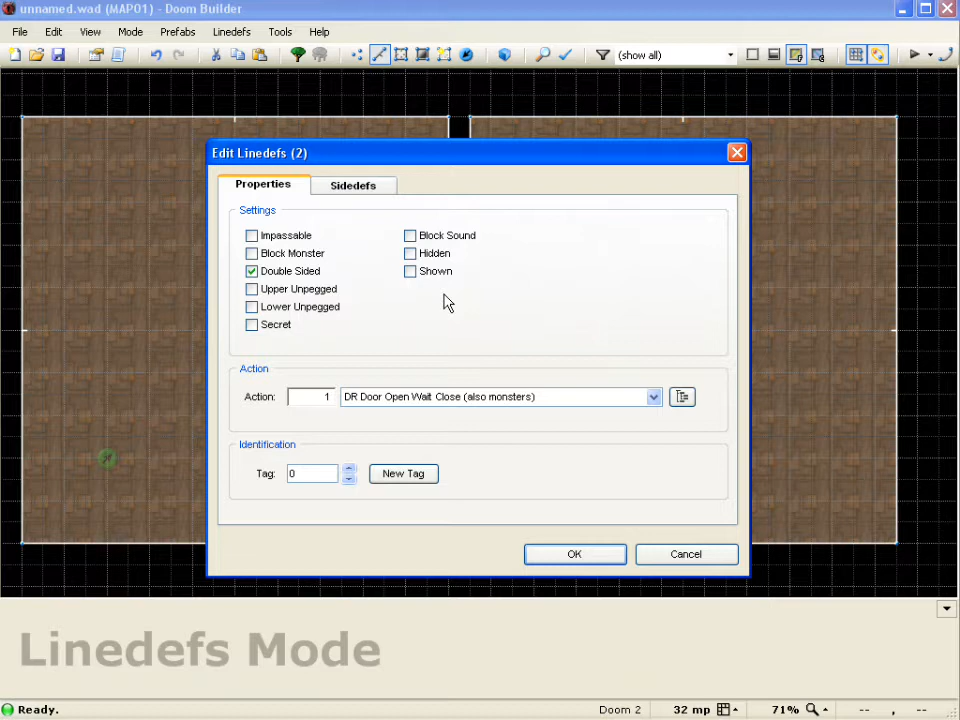 unnamed.wad (MAP01) - Doom Builder
File Edit View Mode Prefabs Linedefs Tools Help
(show all)
Edit Linedefs (2)
Properties Sidedefs
Settings
Impassable Block Sound
Block Monster Hidden
Double Sided Shown
Upper Unpegged
Lower Unpegged
Secret
Action
Action: 1 DR Door Open Wait Close (also monsters)
Identification
Tag: 0 New Tag
OK Cancel
Linedefs Mode
Ready. Doom 2 32 mp 71% -- , --